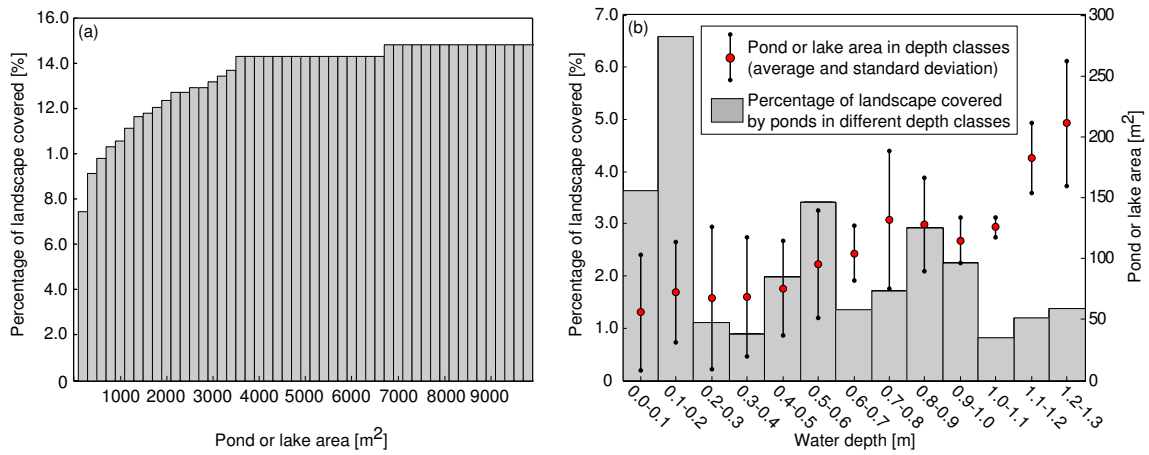 (a)
Percentage of landscape covered [%]
16.0
14.0
12.0
1.0
8.0
6.0
4.0
2.0
0
1000 2000 3000 4000 5000 6000 7000 8000 9000
Pond or lake area [m²]
(b)
Percentage of landscape covered [%]
7.0
6.0
5.0
4.0
3.0
2.0
1.0
0
Pond or lake area in depth classes
(average and standard deviation)
Percentage of landscape covered
by ponds in different depth classes
300
250
200
150
100
50
0
Pond or lake area [m²]
0.0-0.1 0.1-0.2 0.2-0.3 0.3-0.4 0.4-0.5 0.5-0.6 0.6-0.7 0.7-0.8 0.8-0.9 0.9-1.0 1.0-1.1 1.1-1.2 1.2-1.3
Water depth [m]